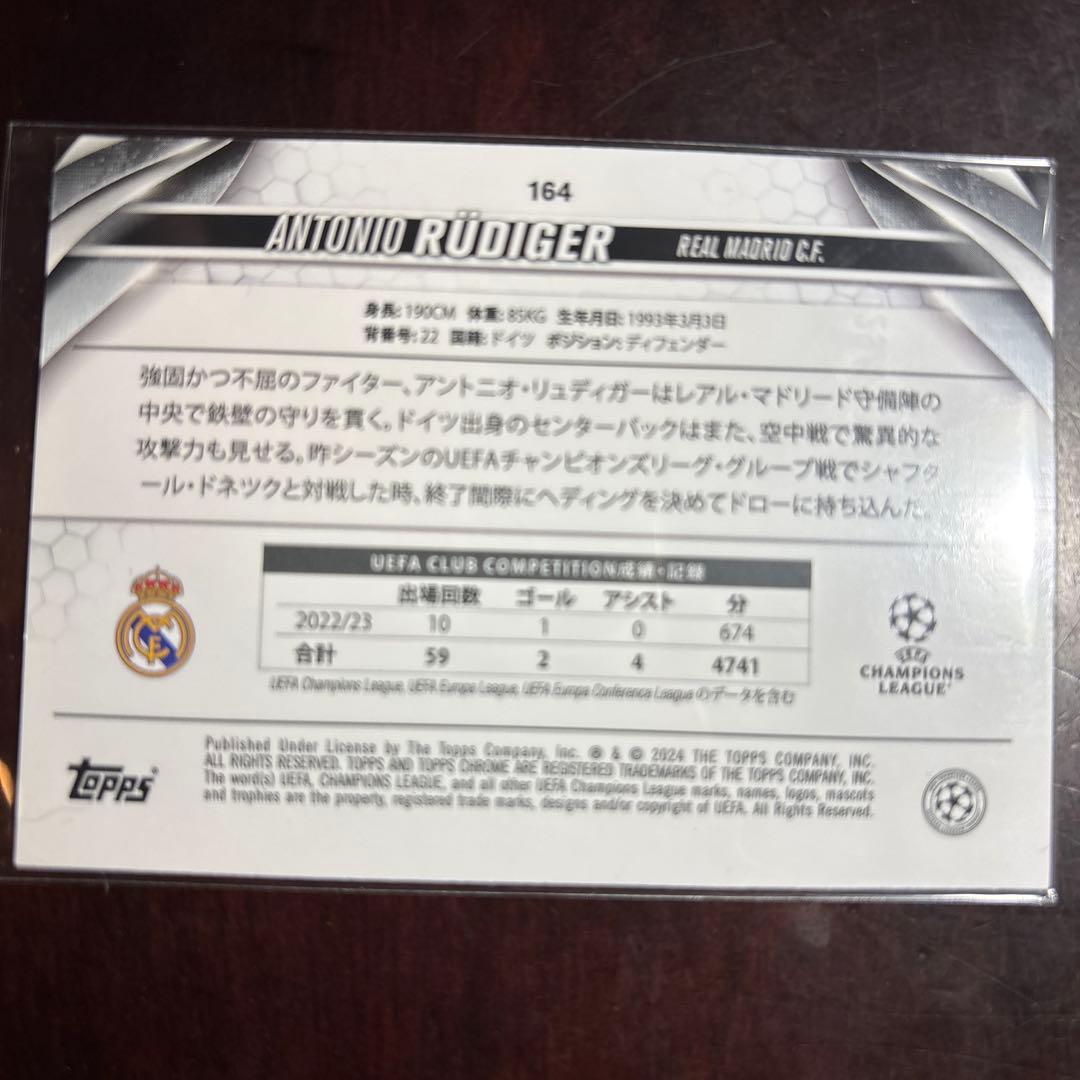 164
ANTONIO RÜDIGER REAL MADRID C.F.
身長: 190CM 体重: 85KG 生年月日: 1993年3月3日
背番号: 22 国籍: ドイツ ポジション: ディフェンダー
強固かつ不屈のファイター、アントニオ・リュディガーはレアル・マドリード守備陣の
中央で鉄壁の守りを貫く。ドイツ出身のセンターバックはまた、空中戦で驚異的な
攻撃力も見せる。昨シーズンのUEFAチャンピオンズリーグ・グループ戦でシャフタ
ール・ドネツクと対戦した時、終了間際にヘディングを決めてドローに持ち込んだ。
UEFA CLUB COMPETITION成績・記録
出場回数 ゴール アシスト 分
2022/23 10 1 0 674
合計 59 2 4 4741
UEFA Champions League, UEFA Europa League, UEFA Europa Conference League のデータを含む
UEFA
CHAMPIONS
LEAGUE
topps
Published Under License by The Topps Company, Inc. ® & © 2024 THE TOPPS COMPANY, INC.
ALL RIGHTS RESERVED. TOPPS AND TOPPS CHROME ARE REGISTERED TRADEMARKS OF THE TOPPS COMPANY, INC.
The word(s) UEFA, CHAMPIONS LEAGUE, and all other UEFA Champions League marks, names, logos, mascots
and trophies are the property, registered trade marks, designs and/or copyright of UEFA. All Rights Reserved.